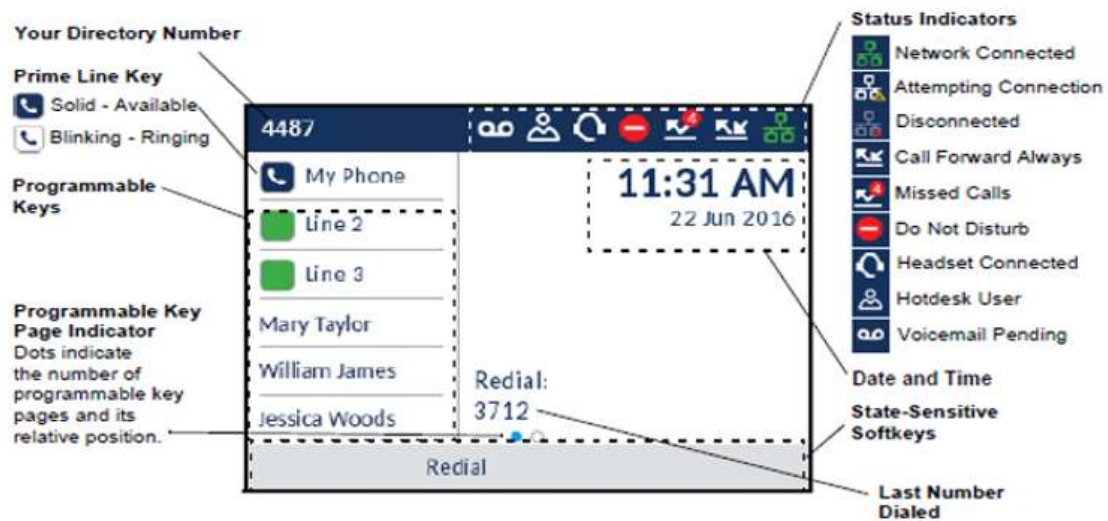 Your Directory Number
Prime Line Key
Solid - Available
Blinking - Ringing
Programmable
Keys
Programmable Key
Page Indicator
Dots indicate
the number of
programmable key
pages and its
relative position.
4487
4
My Phone
Line 2
Line 3
Mary Taylor
William James
Jessica Woods
11:31 AM
22 Jun 2016
Redial:
3712
Redial
Status Indicators
Network Connected
Attempting Connection
Disconnected
Call Forward Always
4
Missed Calls
Do Not Disturb
Headset Connected
Hotdesk User
Voicemail Pending
Date and Time
State-Sensitive
Softkeys
Last Number
Dialed